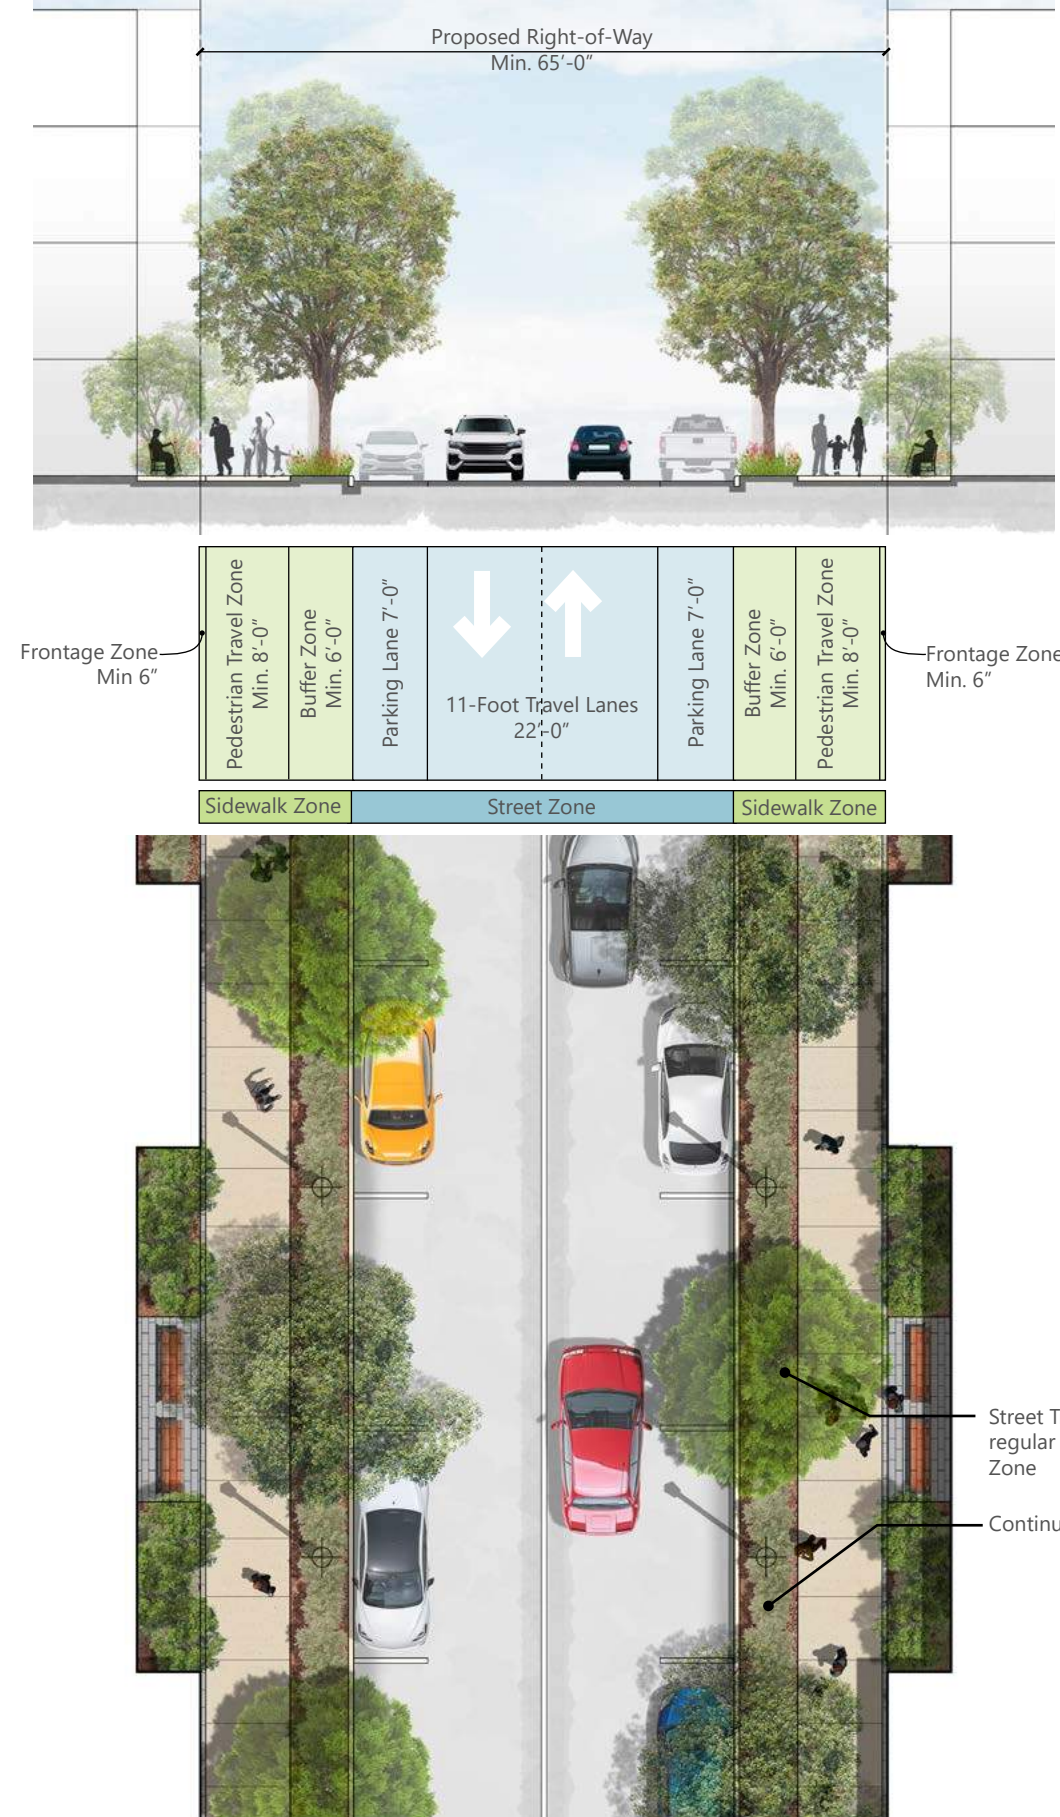 Proposed Right-of-Way
Min. 65'-0"
Frontage Zone
Min 6"
Pedestrian Travel Zone
Min. 8'-0"
Buffer Zone
Min. 6'-0"
Parking Lane 7'-0"
11-Foot Travel Lanes
22'-0"
Parking Lane 7'-0"
Buffer Zone
Min. 6'-0"
Pedestrian Travel Zone
Min. 8'-0"
Frontage Zone
Min. 6"
Sidewalk Zone
Street Zone
Sidewalk Zone
Street T
regular
Zone
Continu